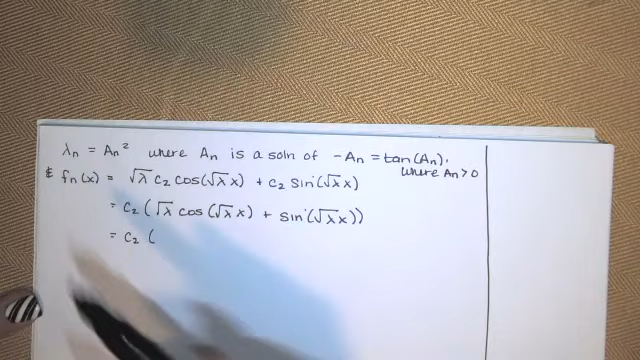 λn = An² where An is a soln of -An = tan(An),
where An>0
& fn(x) = √λ c₂ cos(√λ x) + c₂ sin(√λ x)
= c₂ (√λ cos (√λ x) + sin(√λ x))
= c₂ (